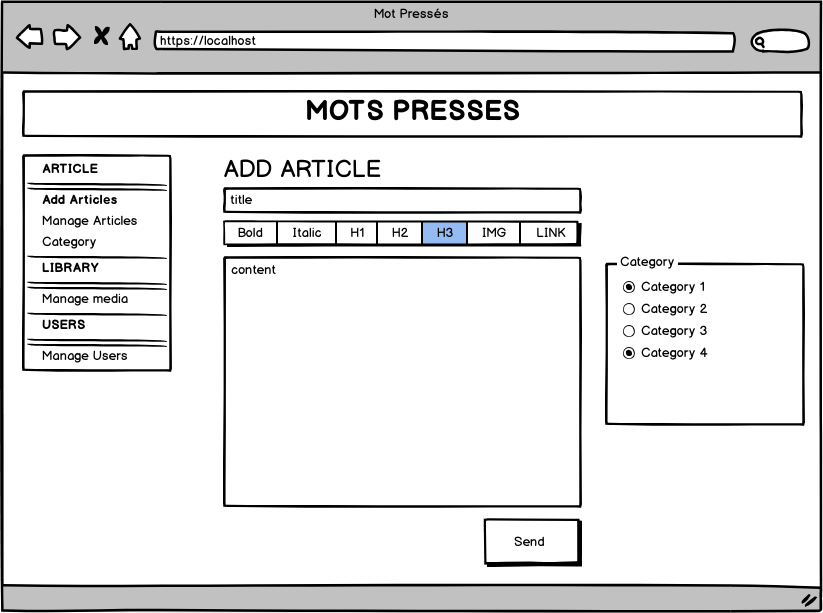 Mot Pressés
https://localhost
MOTS PRESSES
ARTICLE
Add Articles
Manage Articles
Category
LIBRARY
Manage media
USERS
Manage Users
ADD ARTICLE
title
Bold Italic H1 H2 H3 IMG LINK
content
Send
Category
Category 1
Category 2
Category 3
Category 4